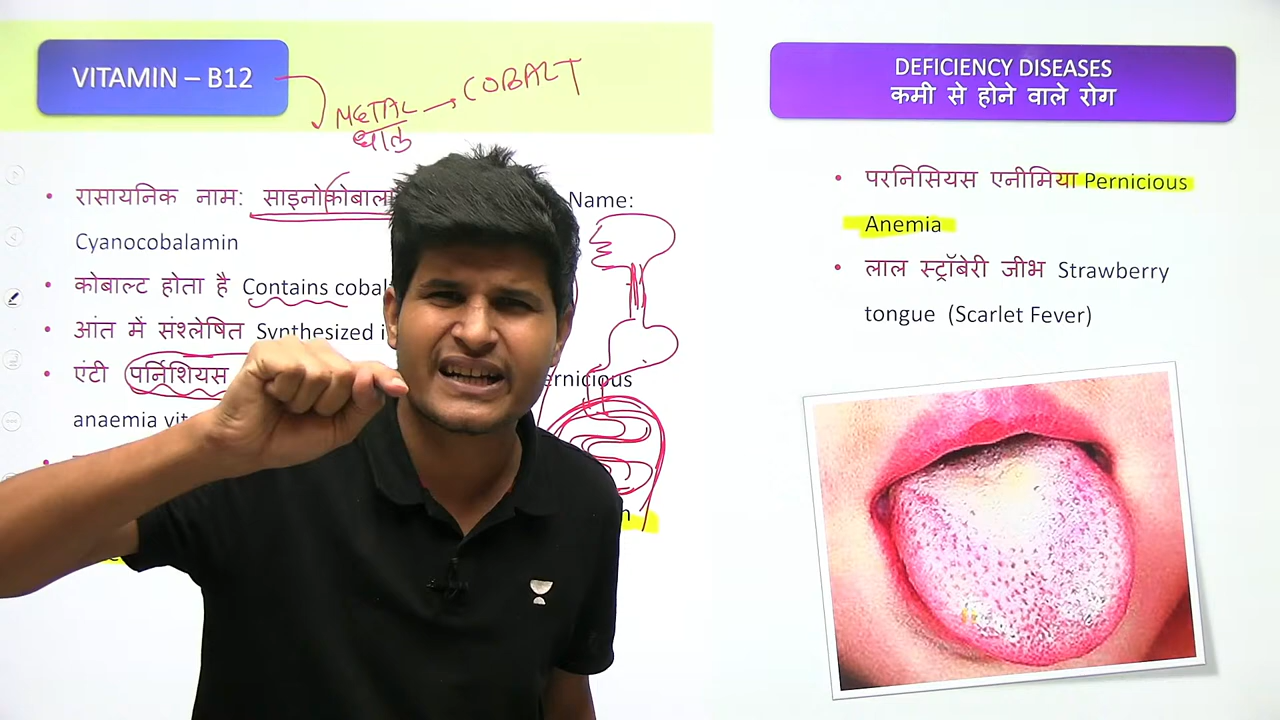 VITAMIN – B12
METAL → COBALT
धातु
रासायनिक नाम: साइनोकोबाला Name:
Cyanocobalamin
कोबाल्ट होता है Contains cobal
आंत में संश्लेषित Synthesized i
एंटी पर्निशियस ernicious
anaemia vit
n
DEFICIENCY DISEASES
कमी से होने वाले रोग
परनिसियस एनीमिया Pernicious
Anemia
लाल स्ट्रॉबेरी जीभ Strawberry
tongue (Scarlet Fever)